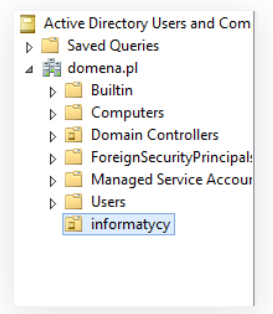 Active Directory Users and Com
Saved Queries
domena.pl
Builtin
Computers
Domain Controllers
ForeignSecurityPrincipals
Managed Service Accour
Users
informatycy